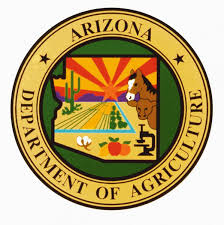 ARIZONA
DEPARTMENT OF AGRICULTURE